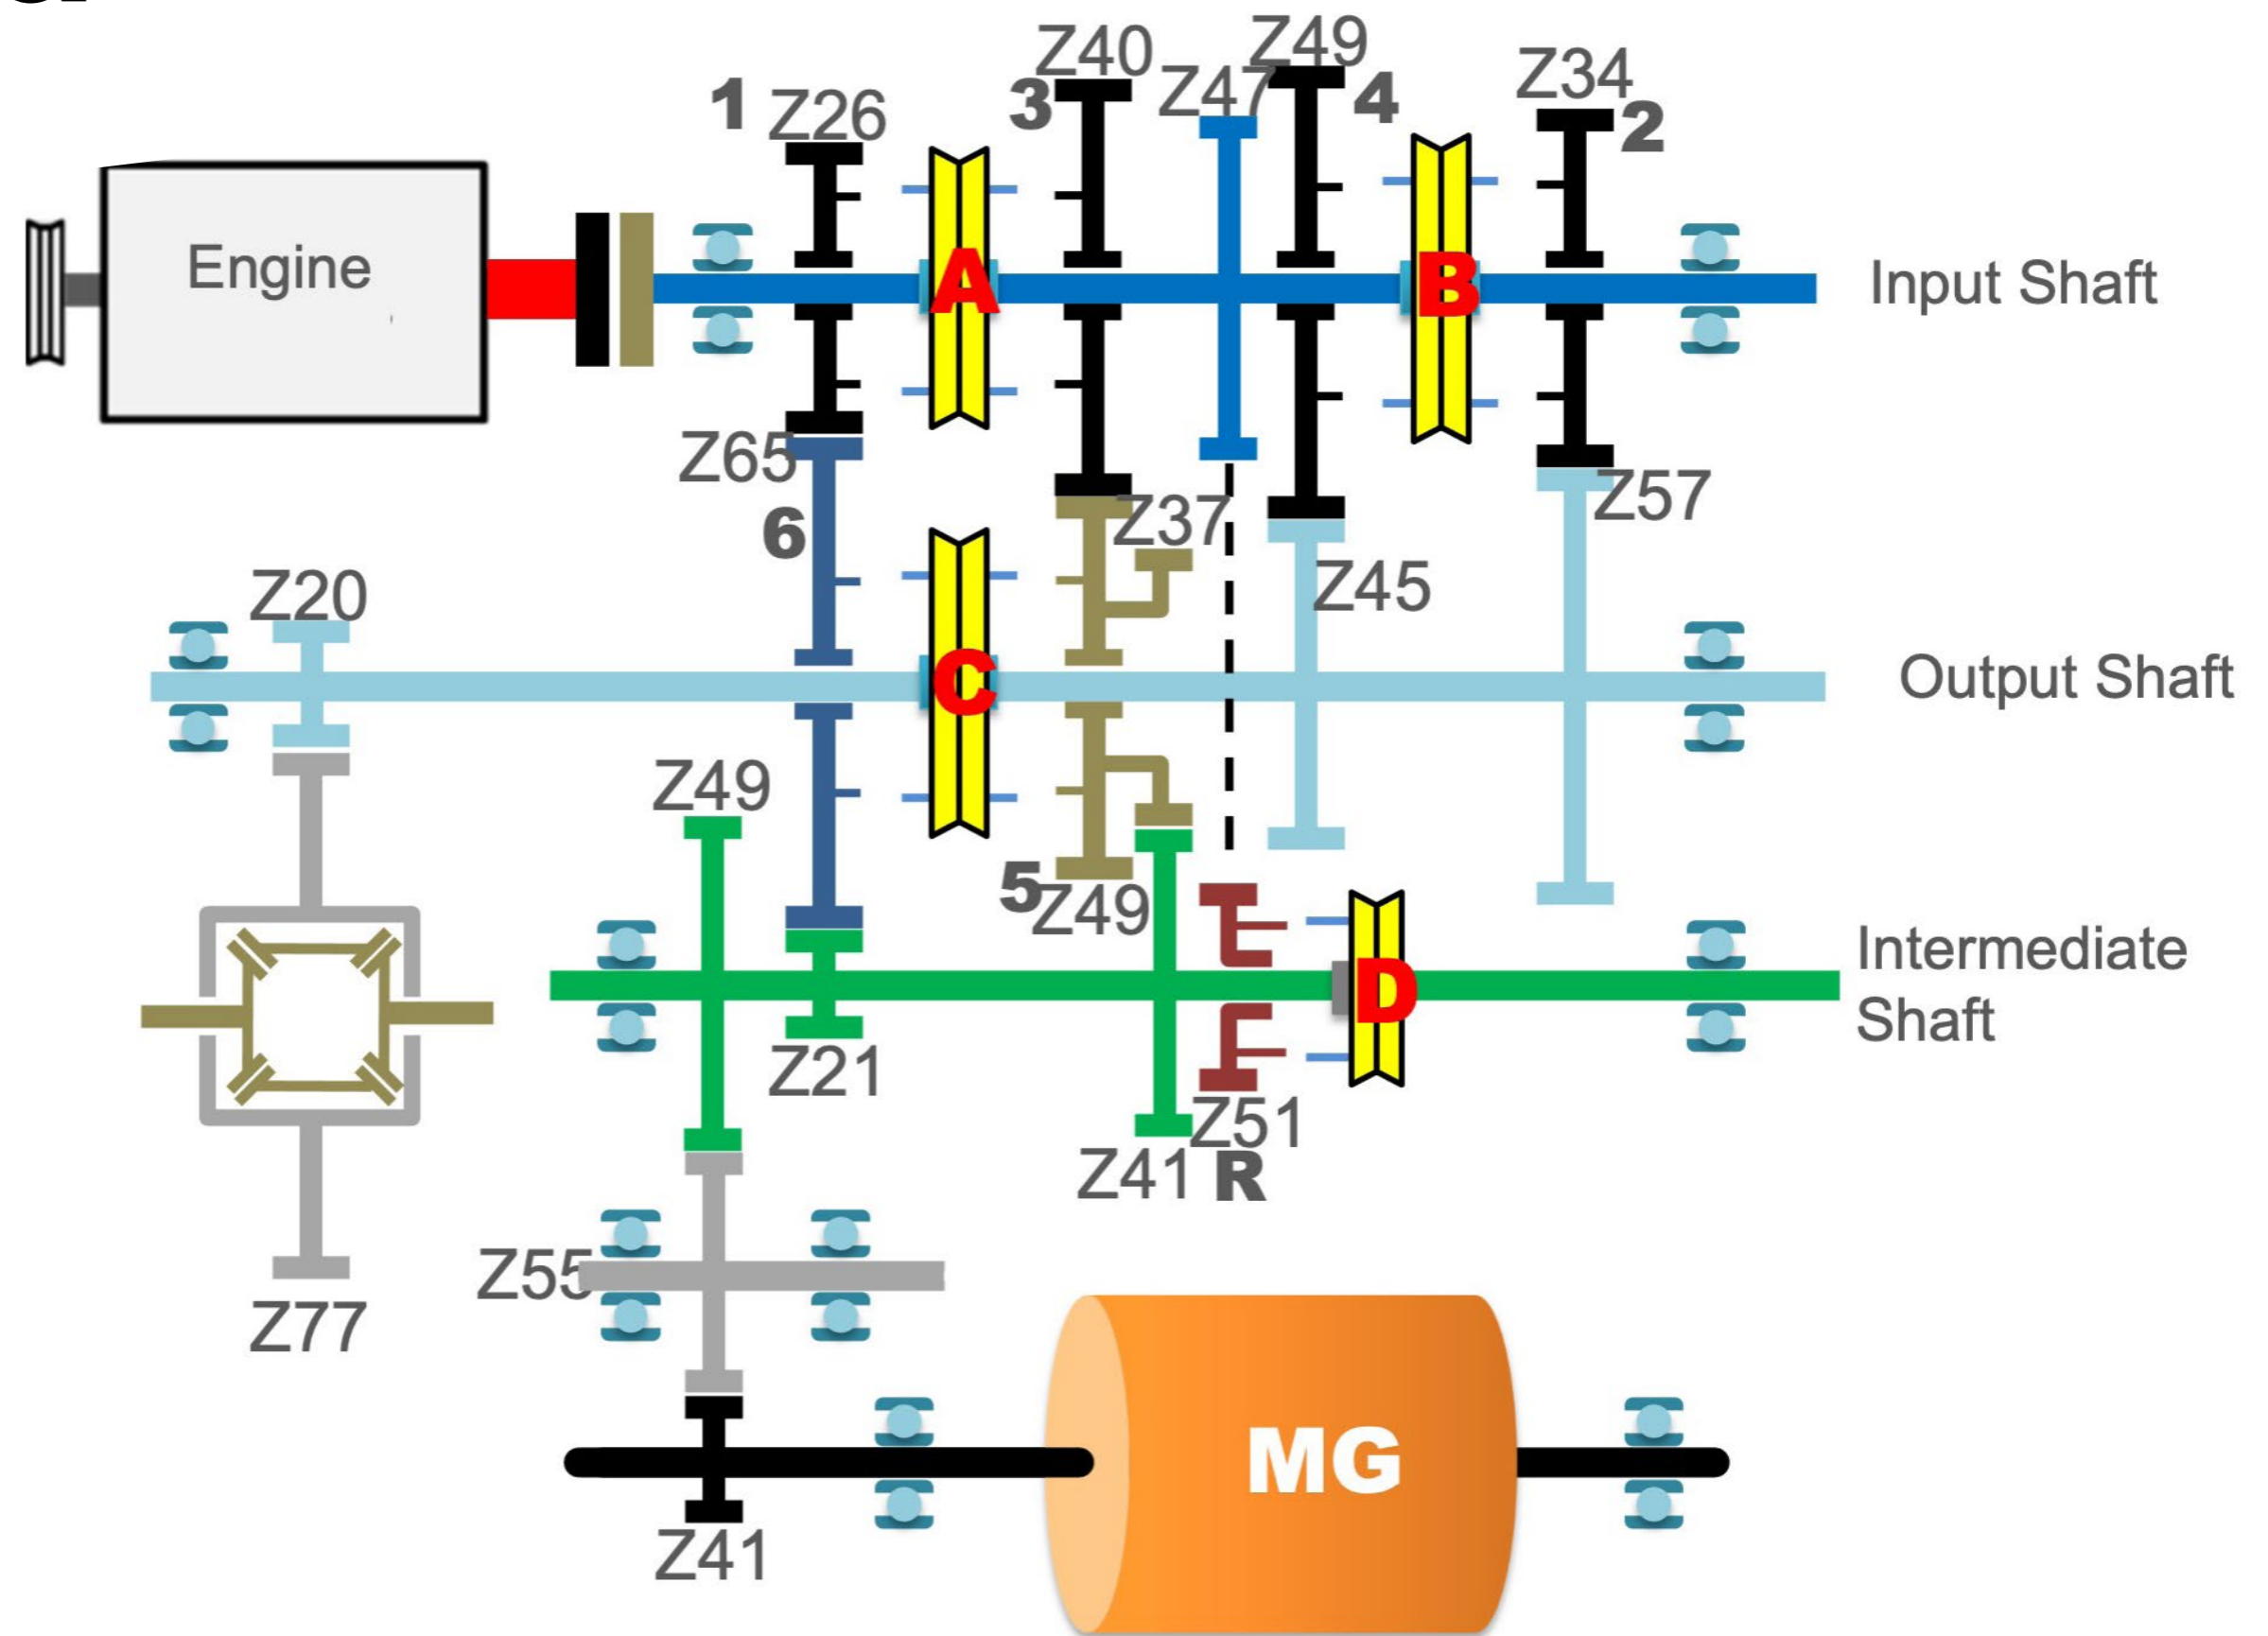 Z49
Z40
Z47
Z34
3
4
1
Z26
2
Engine
A
B
Input Shaft
Z65
Z37
Z57
6
Z20
Z45
C
Output Shaft
Z49
5
Z49
D
Intermediate
Shaft
Z21
Z51
Z41
R
Z55
Z77
MG
Z41